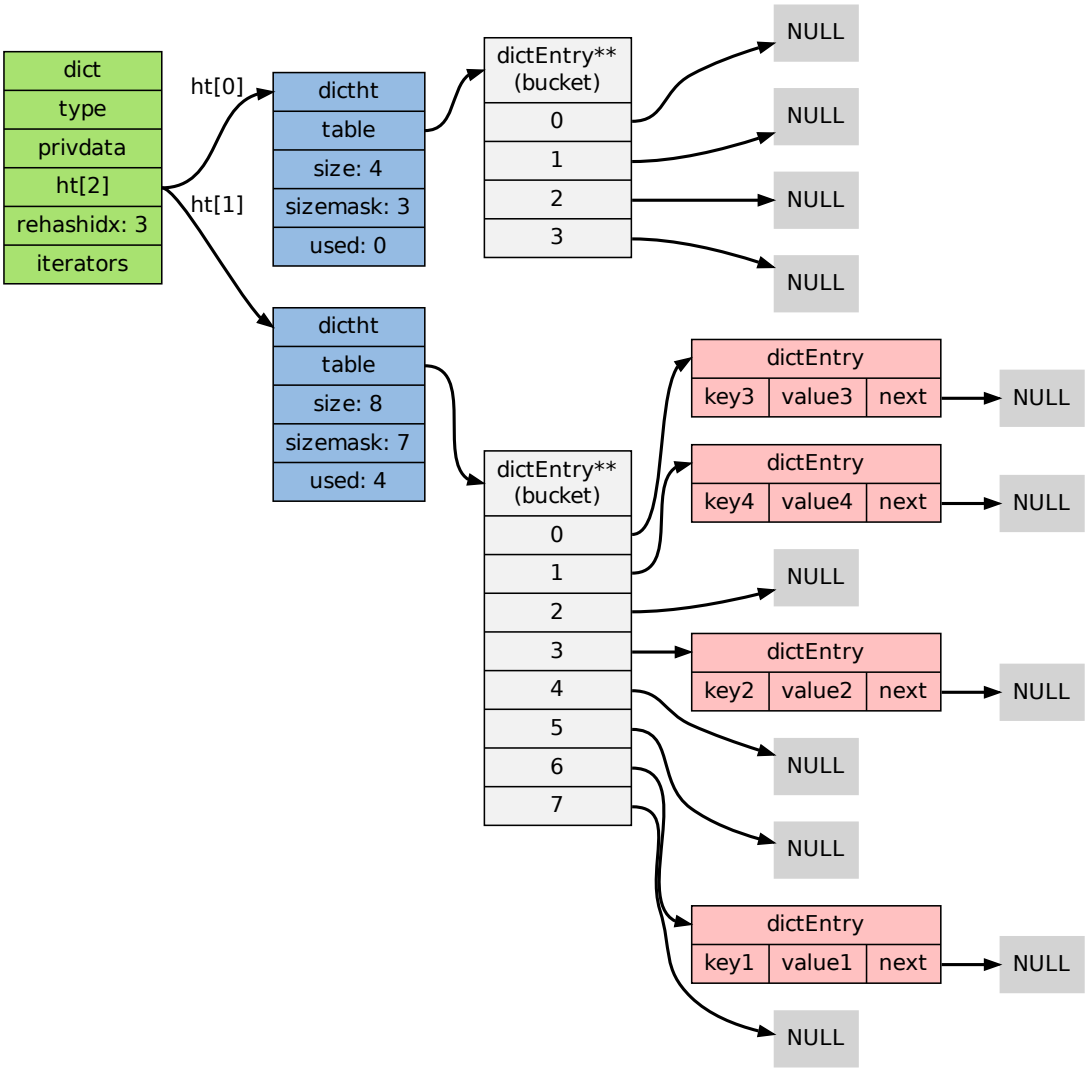 dict
type
privdata
ht[2]
rehashidx: 3
iterators
ht[0]
ht[1]
dictht
table
size: 4
sizemask: 3
used: 0
dictEntry**
(bucket)
0
1
2
3
NULL
NULL
NULL
NULL
dictht
table
size: 8
sizemask: 7
used: 4
dictEntry**
(bucket)
0
1
2
3
4
5
6
7
dictEntry
key3 value3 next
NULL
dictEntry
key4 value4 next
NULL
NULL
dictEntry
key2 value2 next
NULL
NULL
NULL
dictEntry
key1 value1 next
NULL
NULL